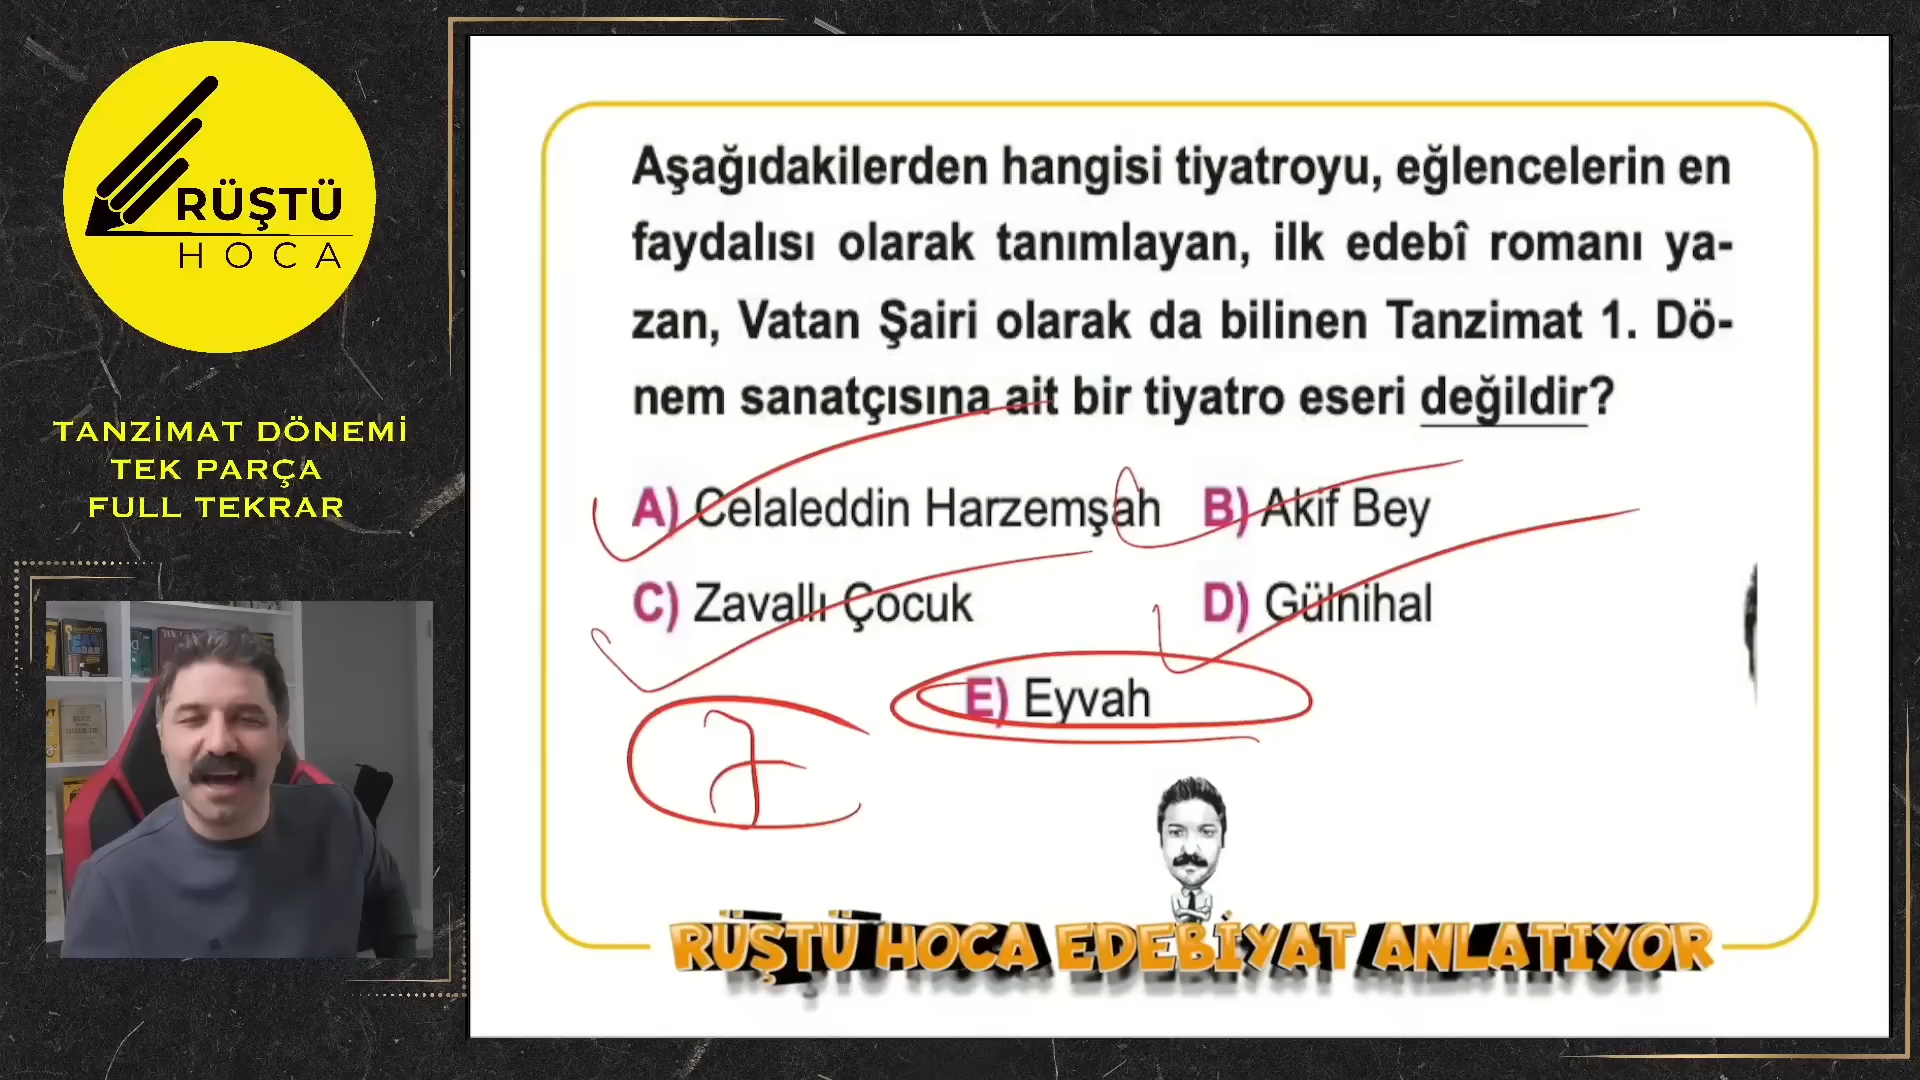 RÜŞTÜ
HOCA
TANZİMAT DÖNEMİ
TEK PARÇA
FULL TEKRAR
Aşağıdakilerden hangisi tiyatroyu, eğlencelerin en
faydalısı olarak tanımlayan, ilk edebî romanı ya-
zan, Vatan Şairi olarak da bilinen Tanzimat 1. Dö-
nem sanatçısına ait bir tiyatro eseri değildir?
A) Celaleddin Harzemşah B) Akif Bey
C) Zavallı Çocuk D) Gülnihal
E) Eyvah
7
RÜŞTÜ HOCA EDEBİYAT ANLATIYOR